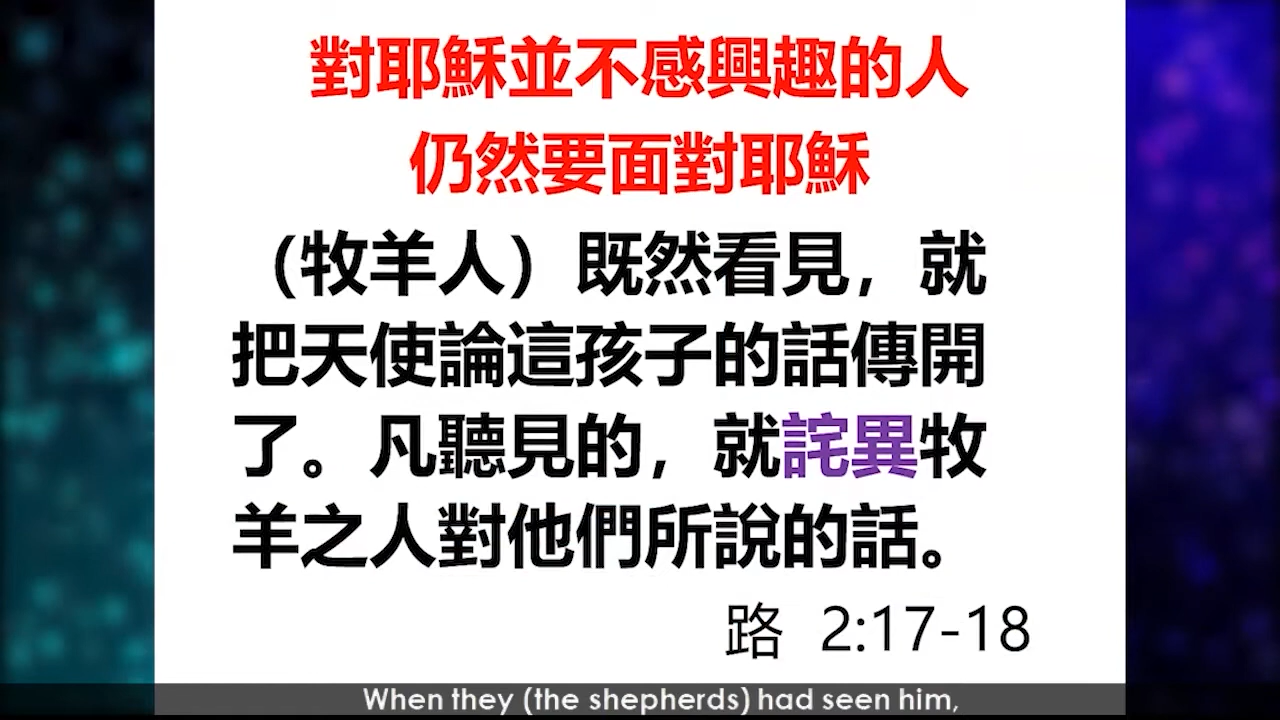 對耶穌並不感興趣的人
仍然要面對耶穌
（牧羊人）既然看見，就
把天使論這孩子的話傳開
了。凡聽見的，就詫異牧
羊之人對他們所說的話。
路 2:17-18
When they (the shepherds) had seen him,